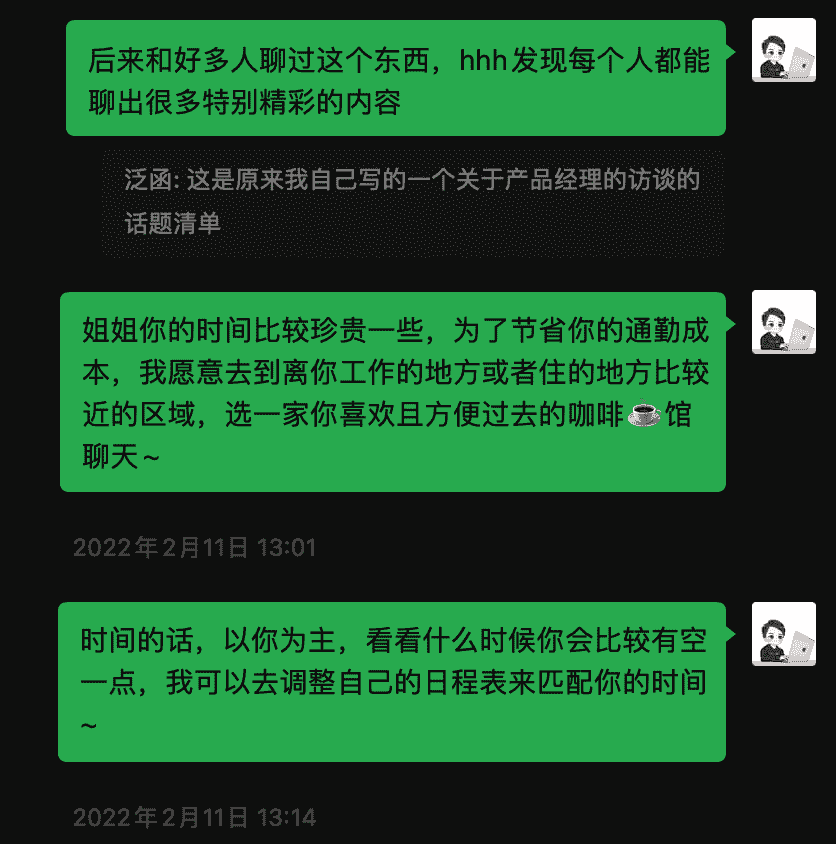 后来和好多人聊过这个东西，hhh发现每个人都能
聊出很多特别精彩的内容
泛函: 这是原来我自己写的一个关于产品经理的访谈的
话题清单
姐姐你的时间比较珍贵一些，为了节省你的通勤成
本，我愿意去到离你工作的地方或者住的地方比较
近的区域，选一家你喜欢且方便过去的咖啡☕️馆
聊天~
2022年2月11日 13:01
时间的话，以你为主，看看什么时候你会比较有空
一点，我可以去调整自己的日程表来匹配你的时间
~
2022年2月11日 13:14